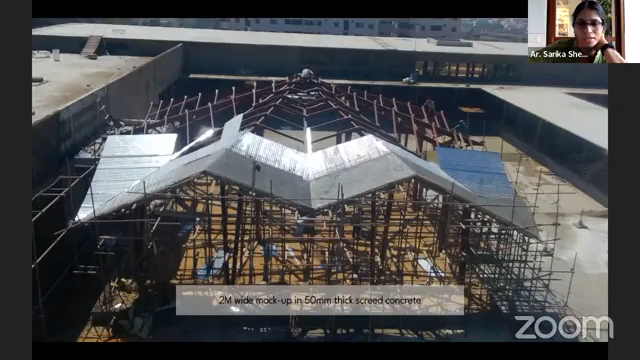 Ar. Sarika She...
2M wide mock-up in 50mm thick screed concrete
zoom